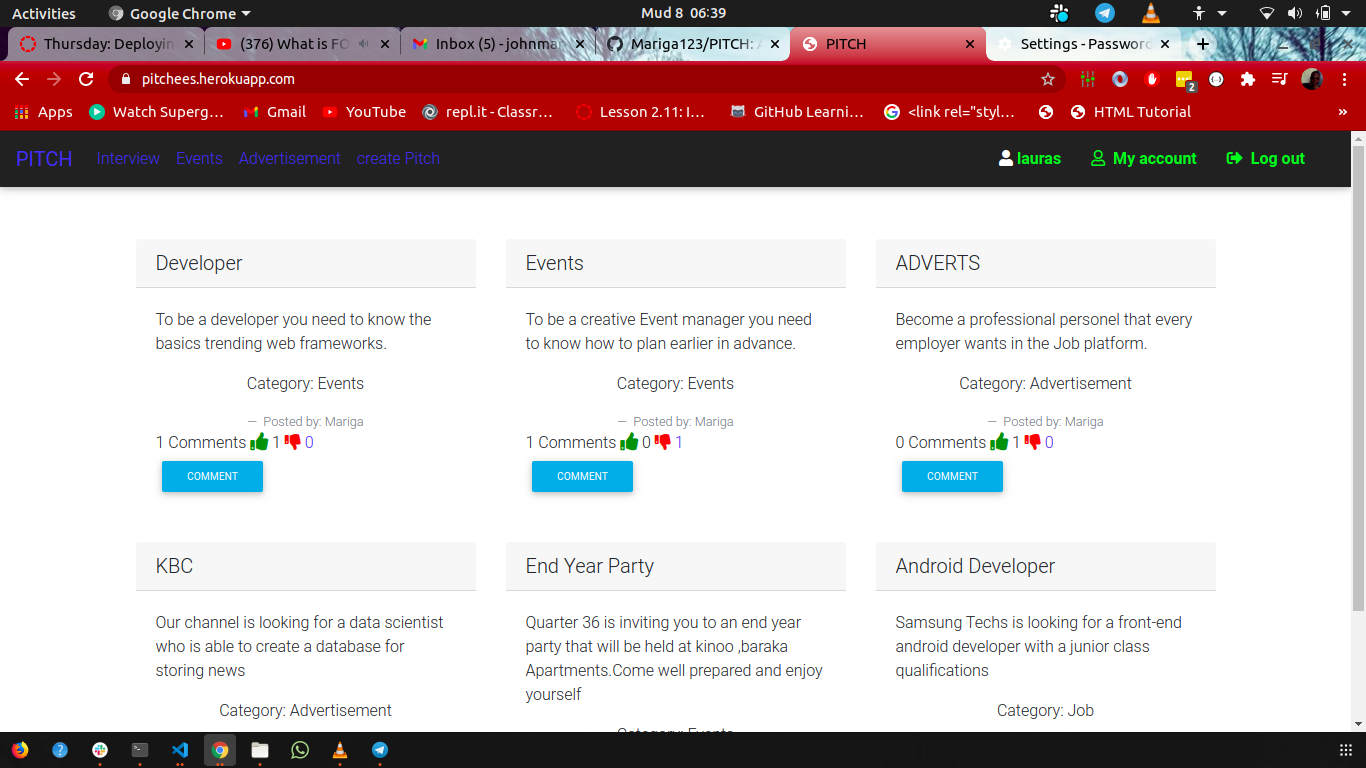 Activities
Google Chrome
Mud 8 06:39
Thursday: Deployin
(376) What is FO
Inbox (5) - johnmar
Mariga123/PITCH: A
PITCH
Settings - Password
pitchees.herokuapp.com
2
Apps
Watch Superg…
Gmail
YouTube
repl.it - Classr…
Lesson 2.11: I…
GitHub Learni…
<link rel="styl…
HTML Tutorial
»
PITCH
Interview
Events
Advertisement
create Pitch
lauras
My account
Log out
Developer
To be a developer you need to know the
basics trending web frameworks.
Category: Events
— Posted by: Mariga
1 Comments 1 0
COMMENT
Events
To be a creative Event manager you need
to know how to plan earlier in advance.
Category: Events
— Posted by: Mariga
1 Comments 0 1
COMMENT
ADVERTS
Become a professional personel that every
employer wants in the Job platform.
Category: Advertisement
— Posted by: Mariga
0 Comments 1 0
COMMENT
KBC
Our channel is looking for a data scientist
who is able to create a database for
storing news
Category: Advertisement
End Year Party
Quarter 36 is inviting you to an end year
party that will be held at kinoo ,baraka
Apartments.Come well prepared and enjoy
yourself
Category: Events
Android Developer
Samsung Techs is looking for a front-end
android developer with a junior class
qualifications
Category: Job